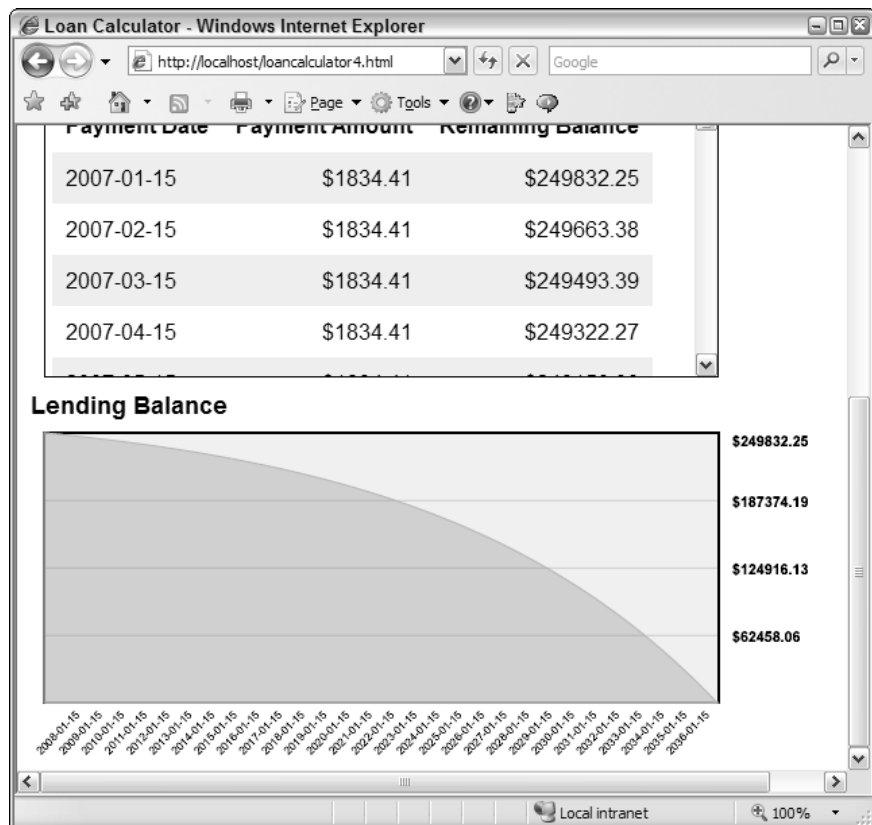 Loan Calculator - Windows Internet Explorer
http://localhost/loancalculator4.html
Google
Page
Tools
Payment Date Payment Amount Remaining Balance
2007-01-15 $1834.41 $249832.25
2007-02-15 $1834.41 $249663.38
2007-03-15 $1834.41 $249493.39
2007-04-15 $1834.41 $249322.27
Lending Balance
$249832.25
$187374.19
$124916.13
$62458.06
2008-01-15
2009-01-15
2010-01-15
2011-01-15
2012-01-15
2013-01-15
2014-01-15
2015-01-15
2016-01-15
2017-01-15
2018-01-15
2019-01-15
2020-01-15
2021-01-15
2022-01-15
2023-01-15
2024-01-15
2025-01-15
2026-01-15
2027-01-15
2028-01-15
2029-01-15
2030-01-15
2031-01-15
2032-01-15
2033-01-15
2034-01-15
2035-01-15
2036-01-15
Local intranet
100%